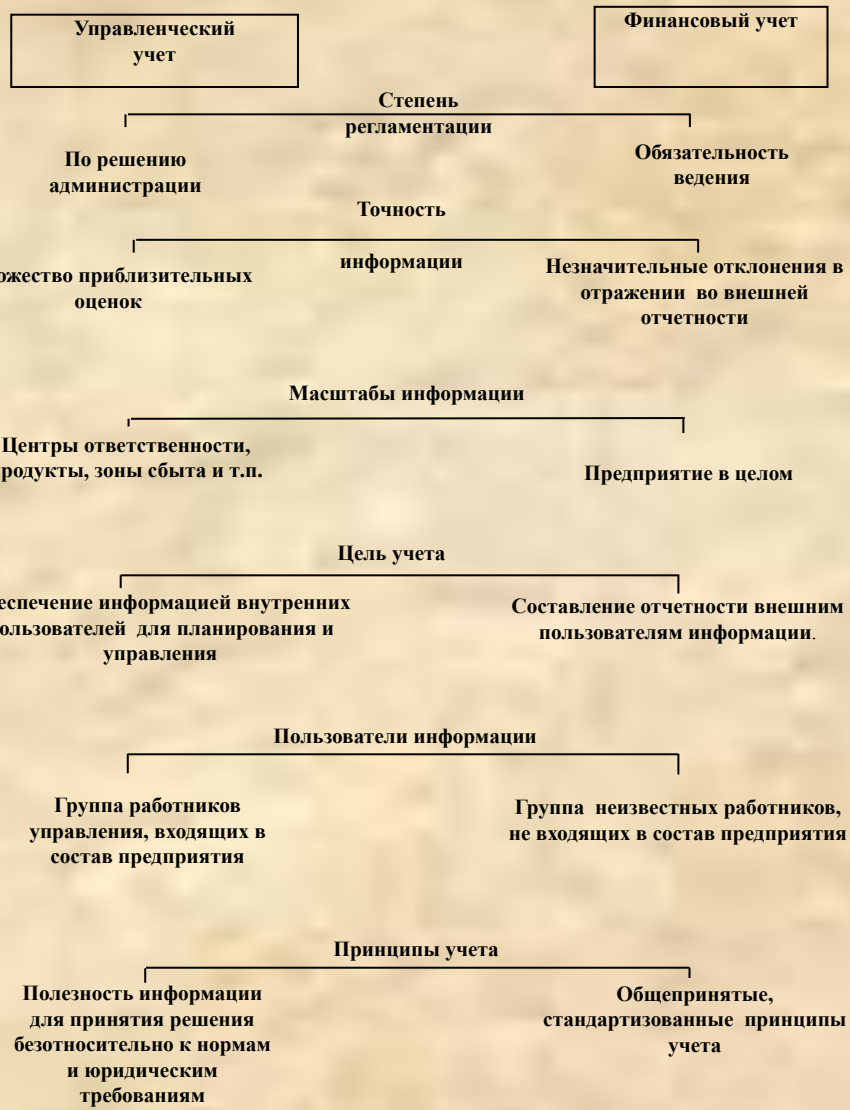 Управленческий
учет
Финансовый учет
Степень
регламентации
По решению
администрации
Обязательность
ведения
Точность
информации
ожество приблизительных
оценок
Незначительные отклонения в
отражении во внешней
отчетности
Масштабы информации
Центры ответственности,
родукты, зоны сбыта и т.п.
Предприятие в целом
Цель учета
еспечение информацией внутренних
ользователей для планирования и
управления
Составление отчетности внешним
пользователям информации.
Пользователи информации
Группа работников
управления, входящих в
состав предприятия
Группа неизвестных работников,
не входящих в состав предприятия
Принципы учета
Полезность информации
для принятия решения
безотносительно к нормам
и юридическим
требованиям
Общепринятые,
стандартизованные принципы
учета